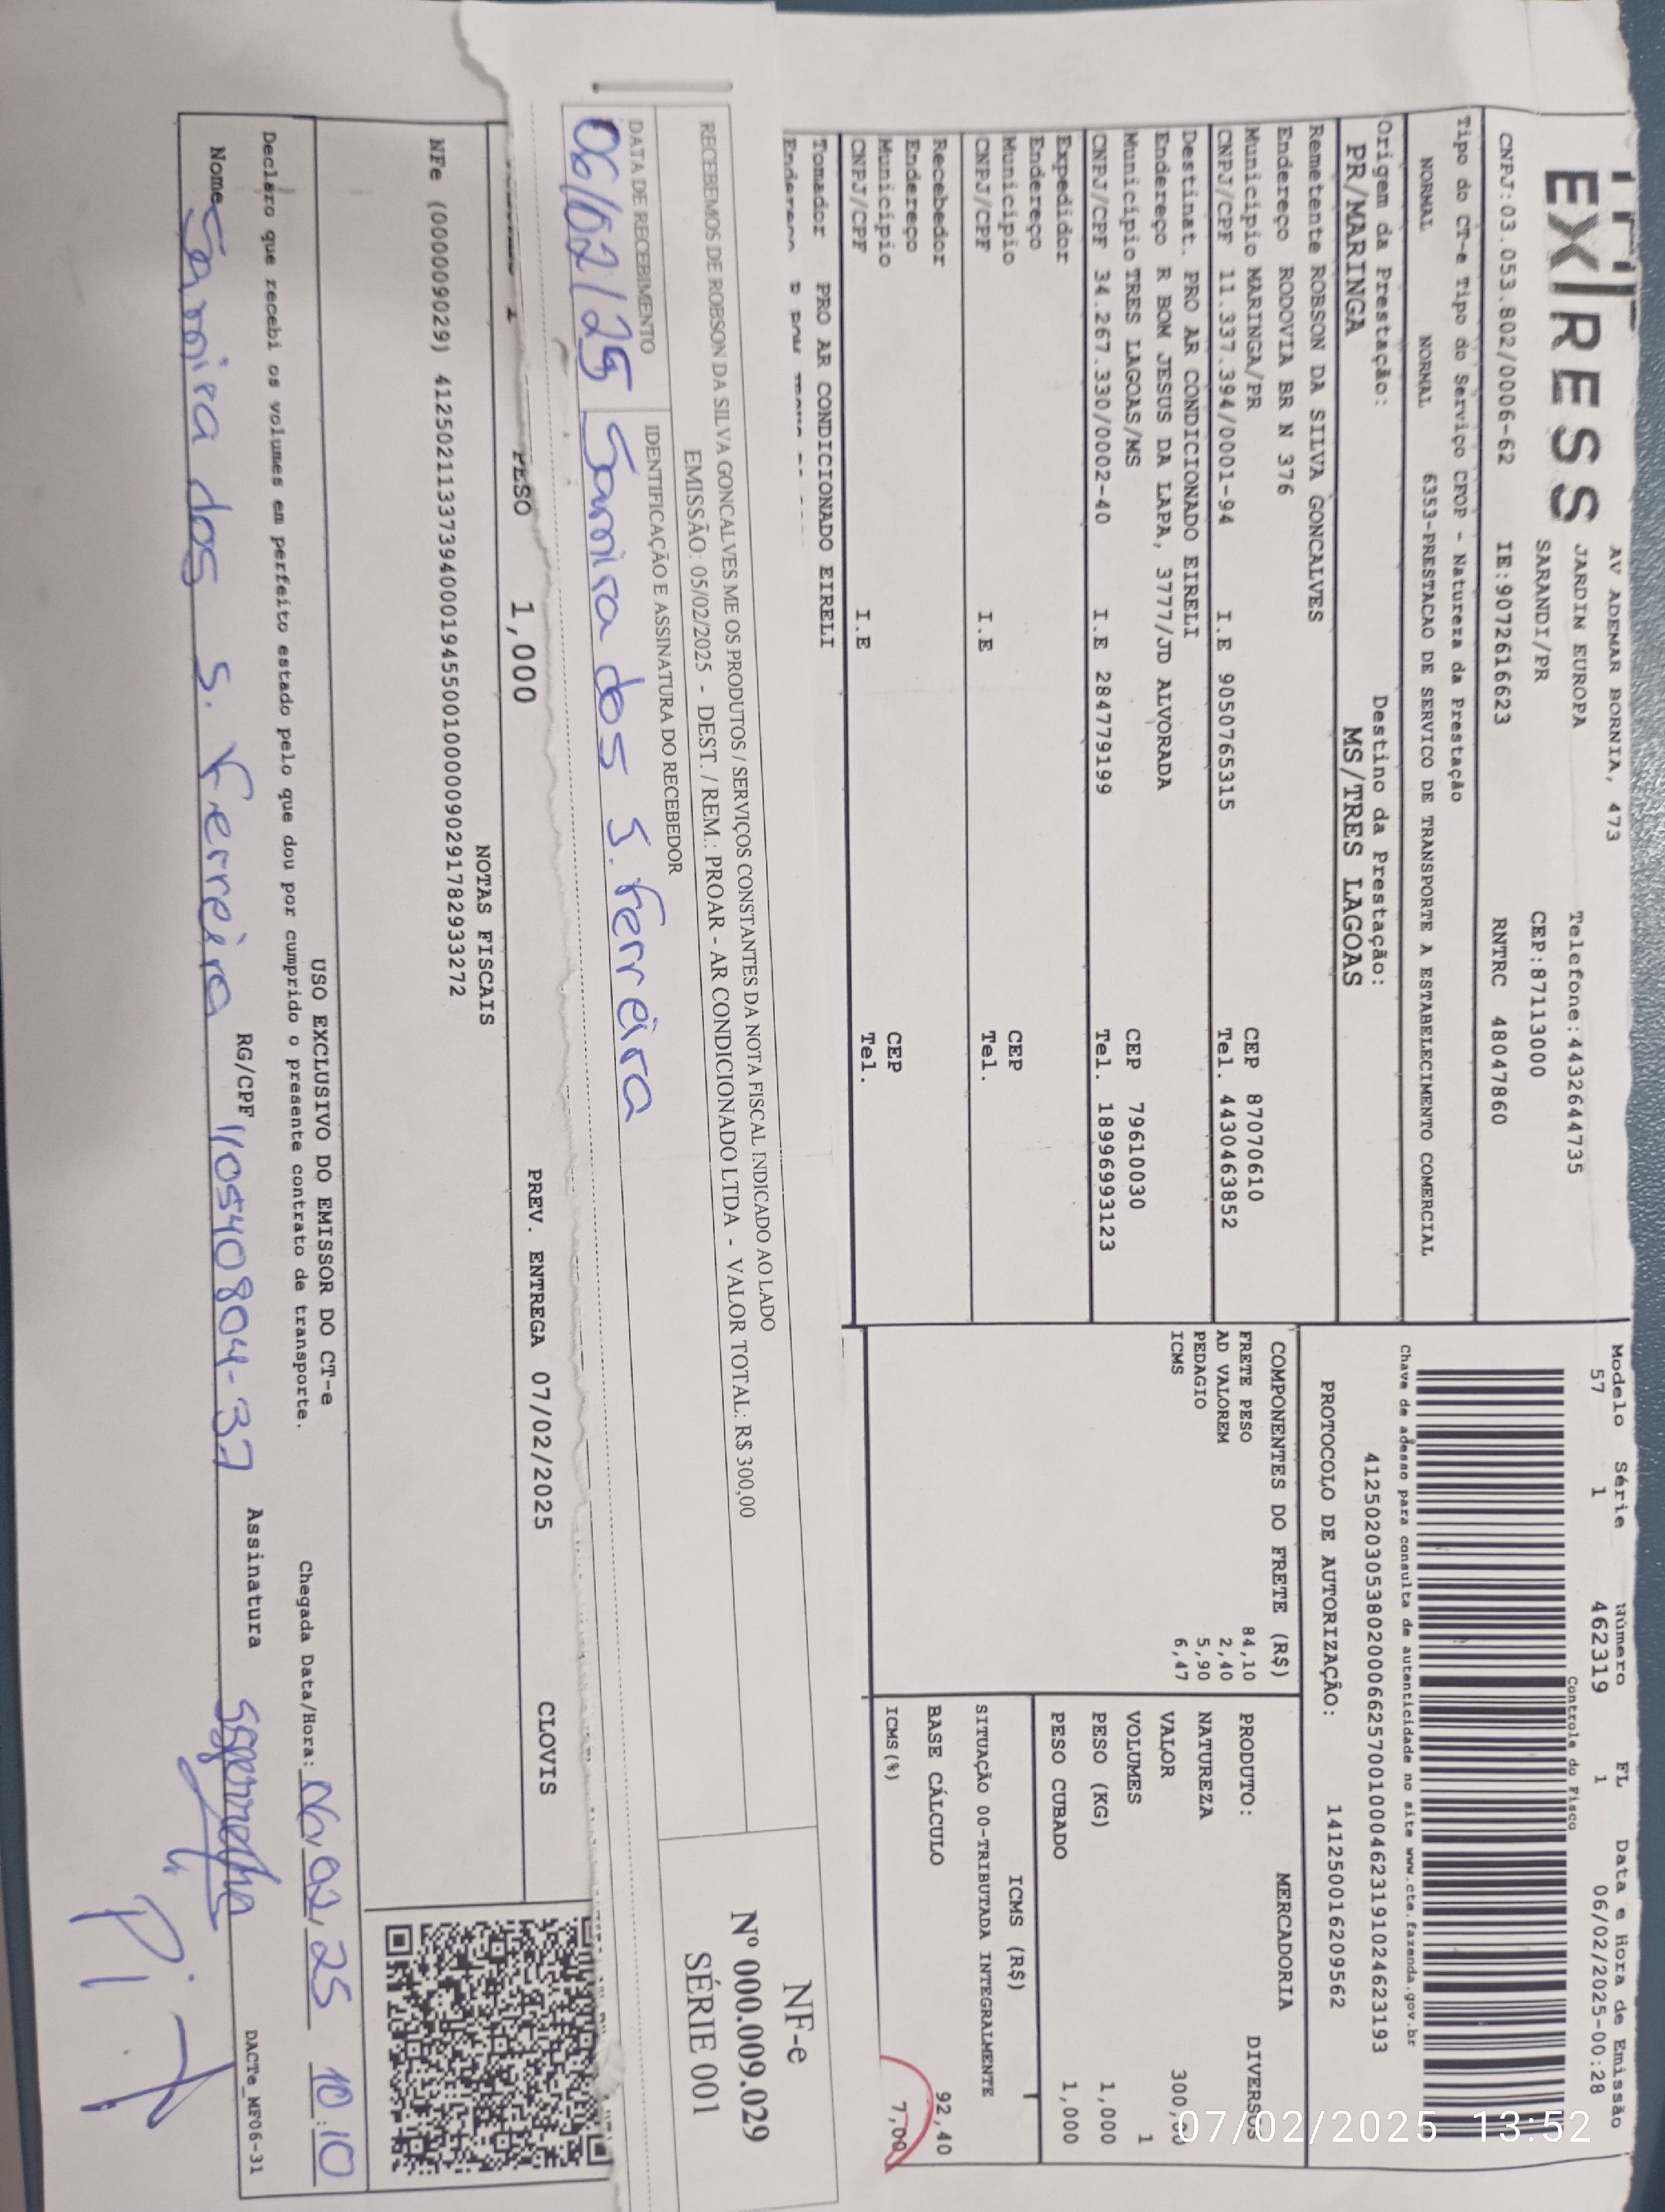 EXPRESS
AV ADEMAR BORNIA, 473
JARDIN EUROPA Telefone:4432644735
SARANDI/PR CEP:87113000
CNPJ:03.053.802/0006-62 IE:9072616623 RNTRC 48047860
Modelo Série Número FL Data e Hora de Emissão
57 1 462319 1 06/02/2025-00:28
Controle do Fisco
Tipo do CT-e Tipo do Serviço CFOP - Natureza da Prestação
NORMAL NORMAL 6353-PRESTACAO DE SERVICO DE TRANSPORTE A ESTABELECIMENTO COMERCIAL
Chave de acesso para consulta de autenticidade no site www.cte.fazenda.gov.br
41250203053802000662570010004623191024623193
Origem da Prestação: Destino da Prestação:
PR/MARINGA MS/TRES LAGOAS
PROTOCOLO DE AUTORIZAÇÃO: 141250016209562
Remetente ROBSON DA SILVA GONCALVES
Endereço RODOVIA BR N 376
Municipio MARINGA/PR CEP 87070610
CNPJ/CPF 11.337.394/0001-94 I.E 9050765315 Tel. 443046385​2
Destinat. PRO AR CONDICIONADO EIRELI
Endereço R BOM JESUS DA LAPA, 3777/JD ALVORADA
Municipio TRES LAGOAS/MS CEP 79610030
CNPJ/CPF 34.267.330/0002-40 I.E 284779199 Tel. 18996993123
Expedidor
Endereço
Município CEP
CNPJ/CPF I.E Tel.
Recebedor
Endereço
Município CEP
CNPJ/CPF I.E Tel.
Tomador PRO AR CONDICIONADO EIRELI
Endereço
COMPONENTES DO FRETE (R$)
FRETE PESO 84,10
AD VALOREM 2,40
PEDAGIO 5,90
ICMS 6,47
MERCADORIA
PRODUTO: DIVERSOS
NATUREZA
VALOR 300,00
VOLUMES 1
PESO (KG) 1,000
PESO CUBADO 1,000
ICMS (R$)
SITUAÇÃO 00-TRIBUTADA INTEGRALMENTE
BASE CÁLCULO 92,40
ICMS(%) 7,00
RECEBEMOS DE ROBSON DA SILVA GONCALVES ME OS PRODUTOS / SERVIÇOS CONSTANTES DA NOTA FISCAL INDICADO AO LADO
EMISSÃO: 05/02/2025 - DEST. / REM.: PROAR - AR CONDICIONADO LTDA - VALOR TOTAL: R$ 300,00
DATA DE RECEBIMENTO IDENTIFICAÇÃO E ASSINATURA DO RECEBEDOR
06/02/25 Samira dos S. Ferreira
NF-e
Nº 000.009.029
SÉRIE 001
1 PESO 1,000 PREV. ENTREGA 07/02/2025 CLOVIS
NOTAS FISCAIS
NFe (000009029) 41250211337394000194550010000090291782933272
USO EXCLUSIVO DO EMISSOR DO CT-e
Declaro que recebi os volumes em perfeito estado pelo que dou por cumprido o presente contrato de transporte.
Chegada Data/Hora: 06/02/25 10:10
Nome Samira dos S. Ferreira RG/CPF 110540804-37 Assinatura
DACTe_MF06-31
07/02/2025 13:52